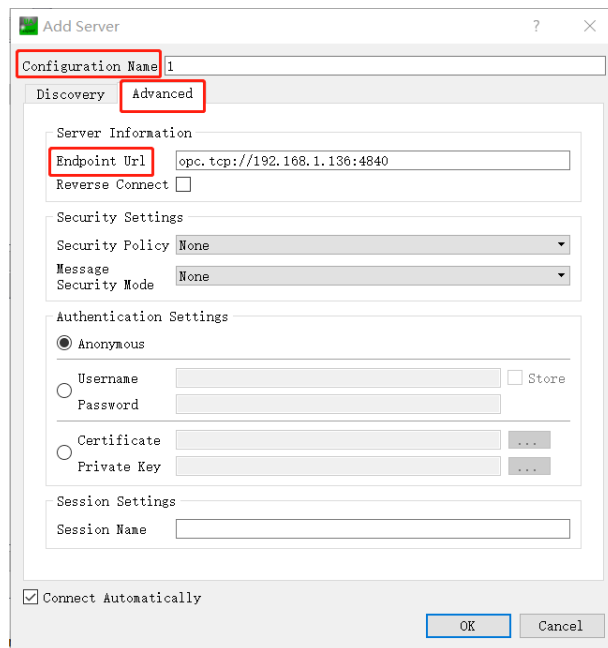 Add Server
?
Configuration Name 1
Discovery Advanced
Server Information
Endpoint Url opc.tcp://192.168.1.136:4840
Reverse Connect
Security Settings
Security Policy None
Message
Security Mode None
Authentication Settings
Anonymous
Username Store
Password
Certificate ...
Private Key ...
Session Settings
Session Name
Connect Automatically
OK Cancel